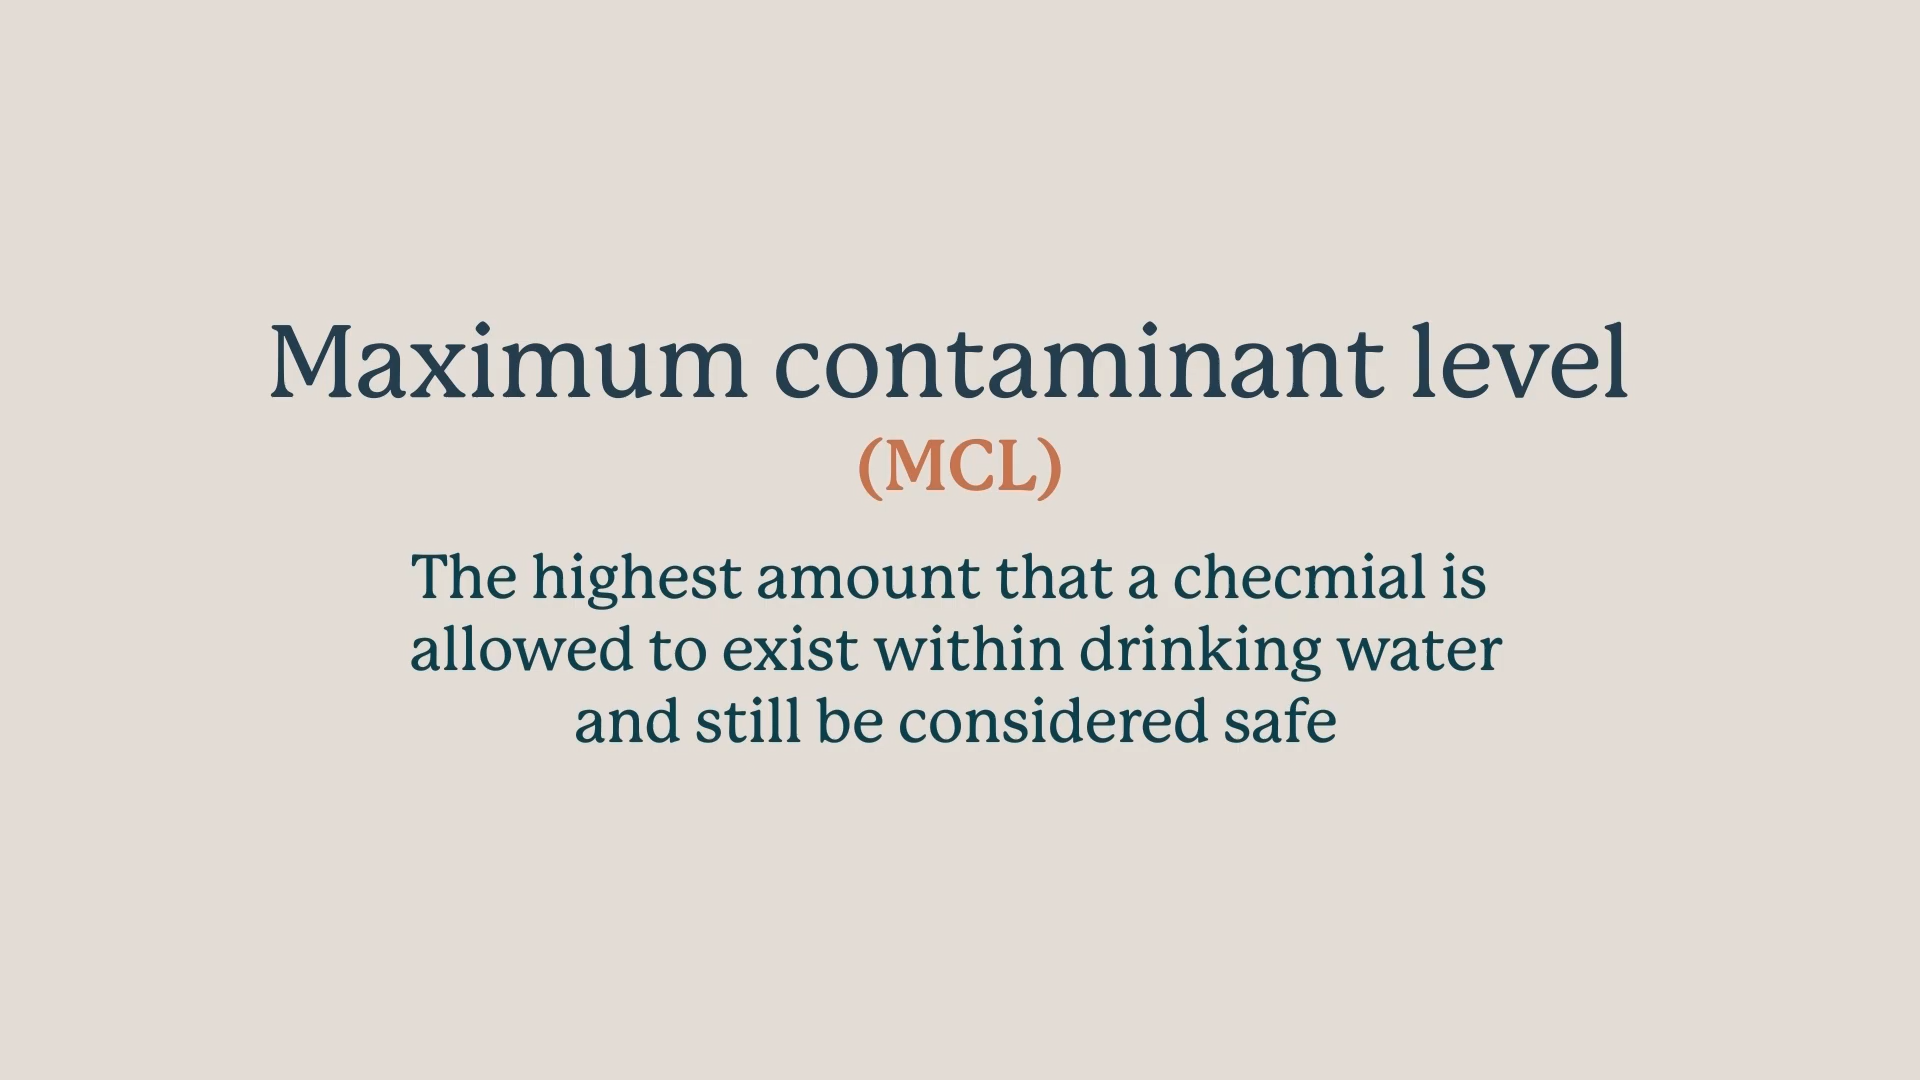 Maximum contaminant level
(MCL)
The highest amount that a checmial is
allowed to exist within drinking water
and still be considered safe